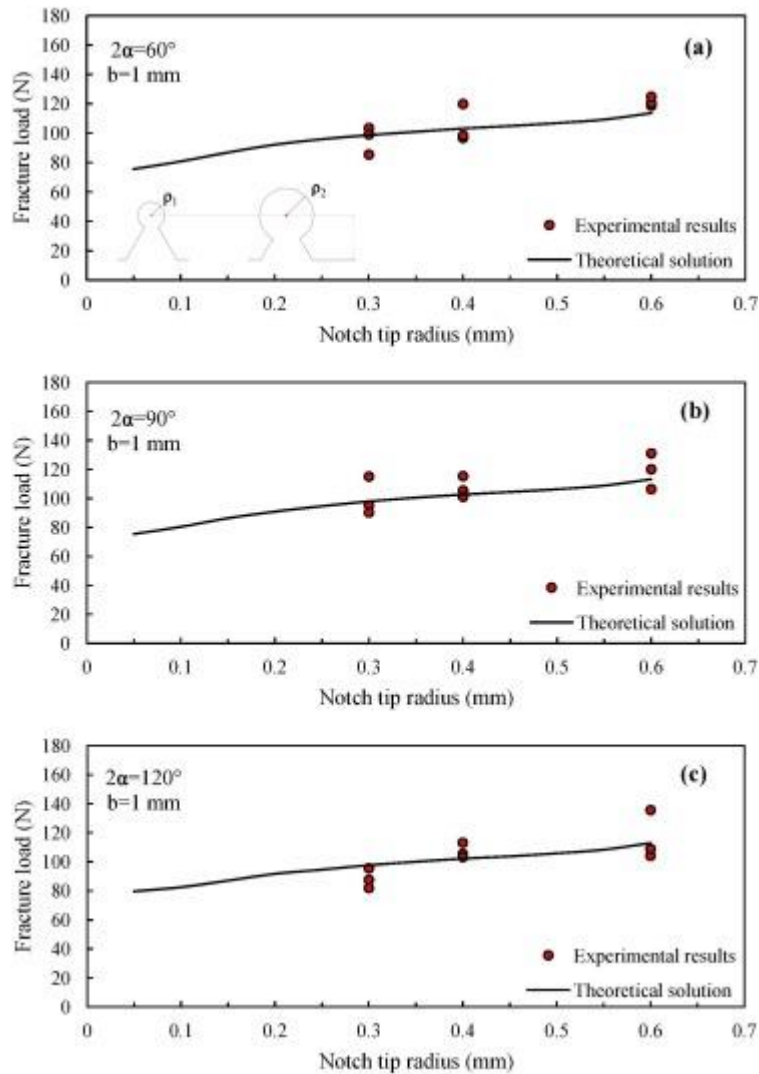 180
160
140
120
100
80
60
40
20
0
Fracture load (N)
2α=60°
b=1 mm
(a)
ρ1
ρ2
Experimental results
Theoretical solution
0 0.1 0.2 0.3 0.4 0.5 0.6 0.7
Notch tip radius (mm)
180
160
140
120
100
80
60
40
20
0
Fracture load (N)
2α=90°
b=1 mm
(b)
Experimental results
Theoretical solution
0 0.1 0.2 0.3 0.4 0.5 0.6 0.7
Notch tip radius (mm)
180
160
140
120
100
80
60
40
20
0
Fracture load (N)
2α=120°
b=1 mm
(c)
Experimental results
Theoretical solution
0 0.1 0.2 0.3 0.4 0.5 0.6 0.7
Notch tip radius (mm)